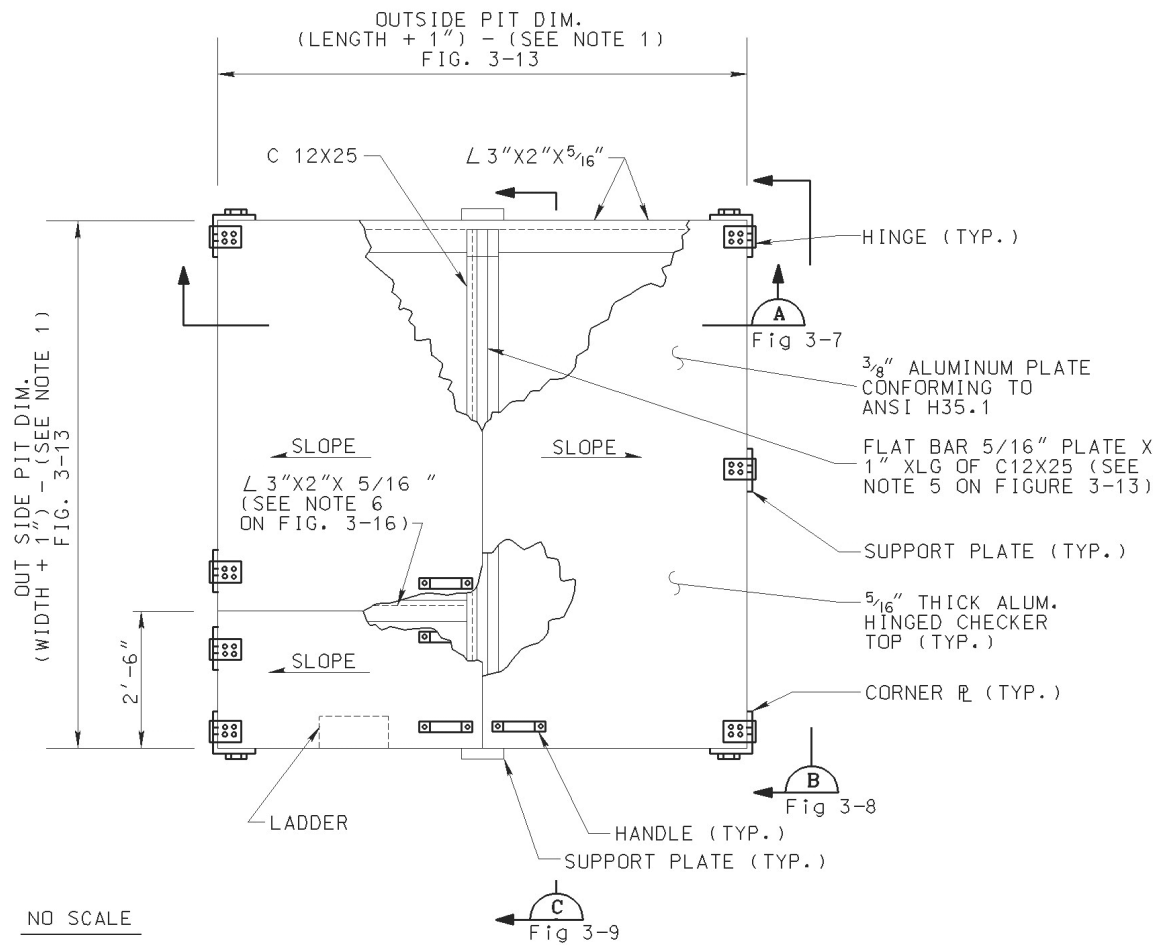 OUTSIDE PIT DIM.
(LENGTH + 1") - (SEE NOTE 1)
FIG. 3-13
C 12X25
∠ 3"X2"X5/16"
HINGE (TYP.)
A
Fig 3-7
3/8" ALUMINUM PLATE
CONFORMING TO
ANSI H35.1
OUT SIDE PIT DIM.
(WIDTH + 1") - (SEE NOTE 1)
FIG. 3-13
SLOPE
SLOPE
FLAT BAR 5/16" PLATE X
1" XLG OF C12X25 (SEE
NOTE 5 ON FIGURE 3-13)
∠ 3"X2"X 5/16 "
(SEE NOTE 6
ON FIG. 3-16)
SUPPORT PLATE (TYP.)
5/16" THICK ALUM.
HINGED CHECKER
TOP (TYP.)
2'-6"
SLOPE
CORNER ⅊ (TYP.)
B
Fig 3-8
LADDER
HANDLE (TYP.)
SUPPORT PLATE (TYP.)
C
Fig 3-9
NO SCALE